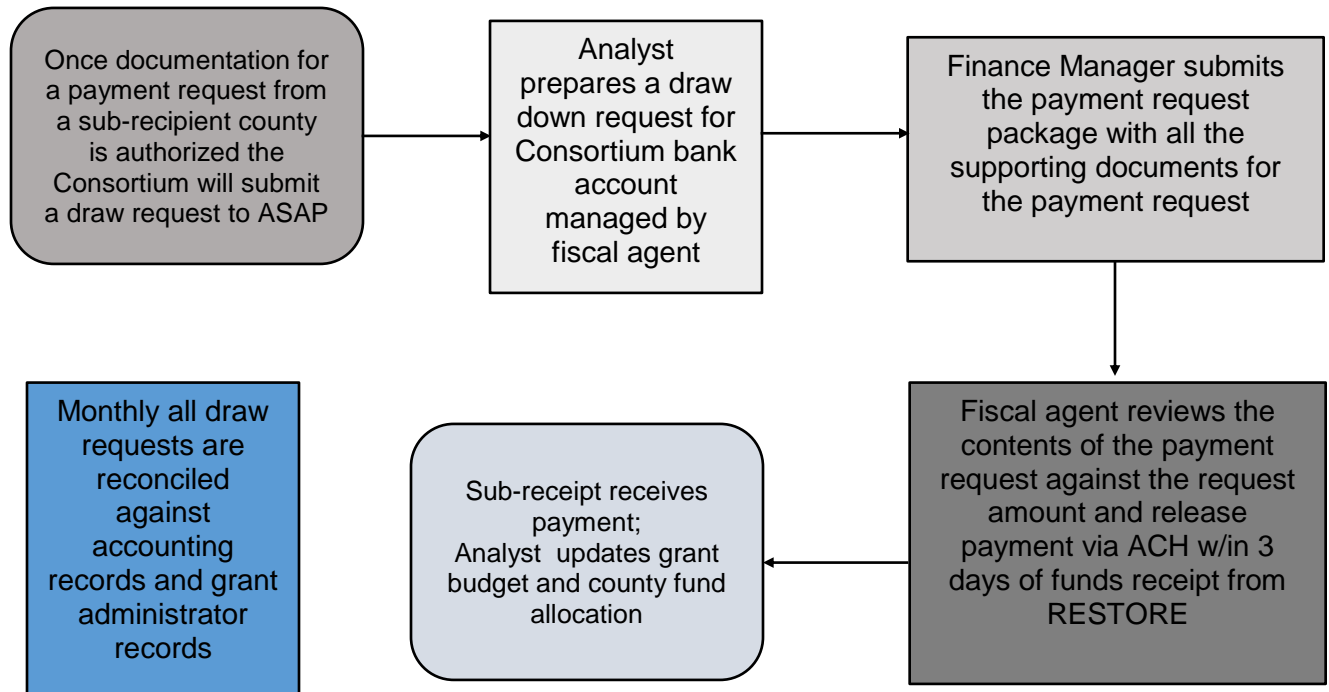 Once documentation for
a payment request from
a sub-recipient county
is authorized the
Consortium will submit
a draw request to ASAP
Analyst
prepares a draw
down request for
Consortium bank
account
managed by
fiscal agent
Finance Manager submits
the payment request
package with all the
supporting documents for
the payment request
Fiscal agent reviews the
contents of the payment
request against the request
amount and release
payment via ACH w/in 3
days of funds receipt from
RESTORE
Sub-receipt receives
payment;
Analyst updates grant
budget and county fund
allocation
Monthly all draw
requests are
reconciled
against
accounting
records and grant
administrator
records